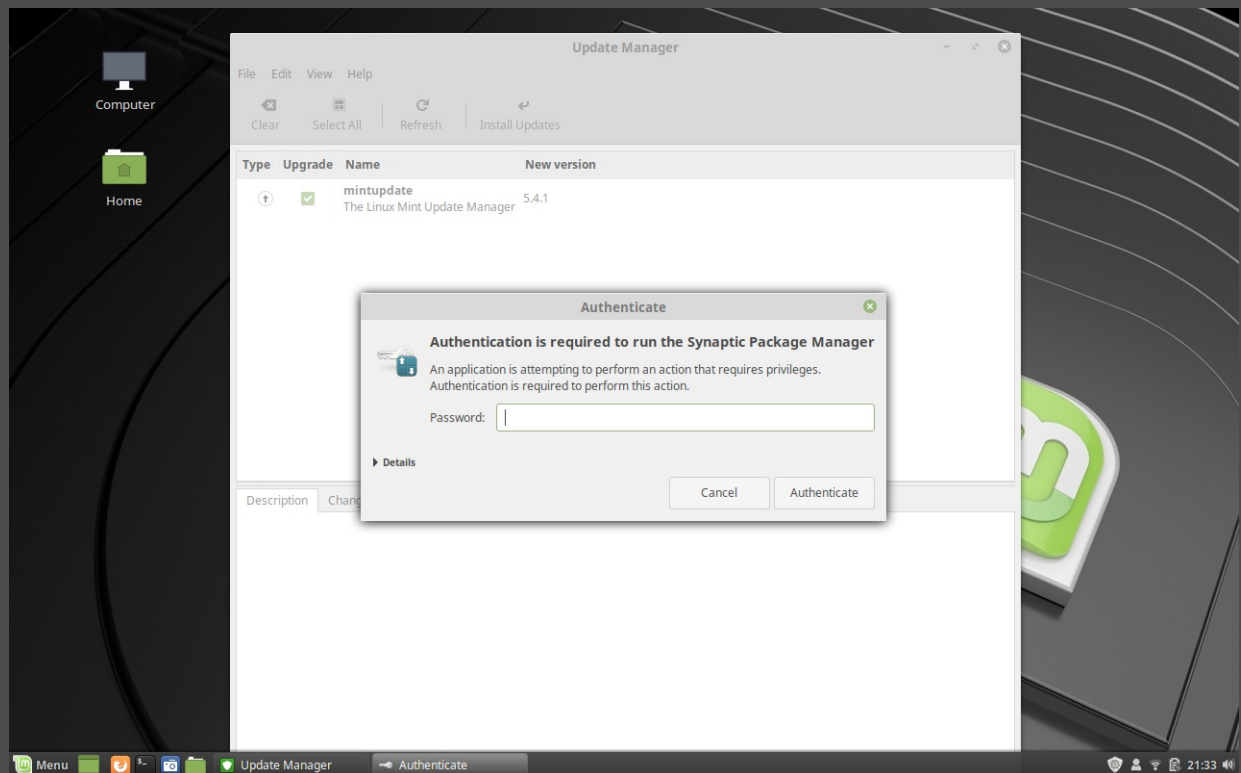 Computer
Home
Update Manager
File Edit View Help
Clear Select All Refresh Install Updates
Type Upgrade Name New version
mintupdate
The Linux Mint Update Manager 5.4.1
Authenticate
Authentication is required to run the Synaptic Package Manager
An application is attempting to perform an action that requires privileges.
Authentication is required to perform this action.
Password:
Details
Cancel Authenticate
Description Chang
Menu Update Manager Authenticate 21:33